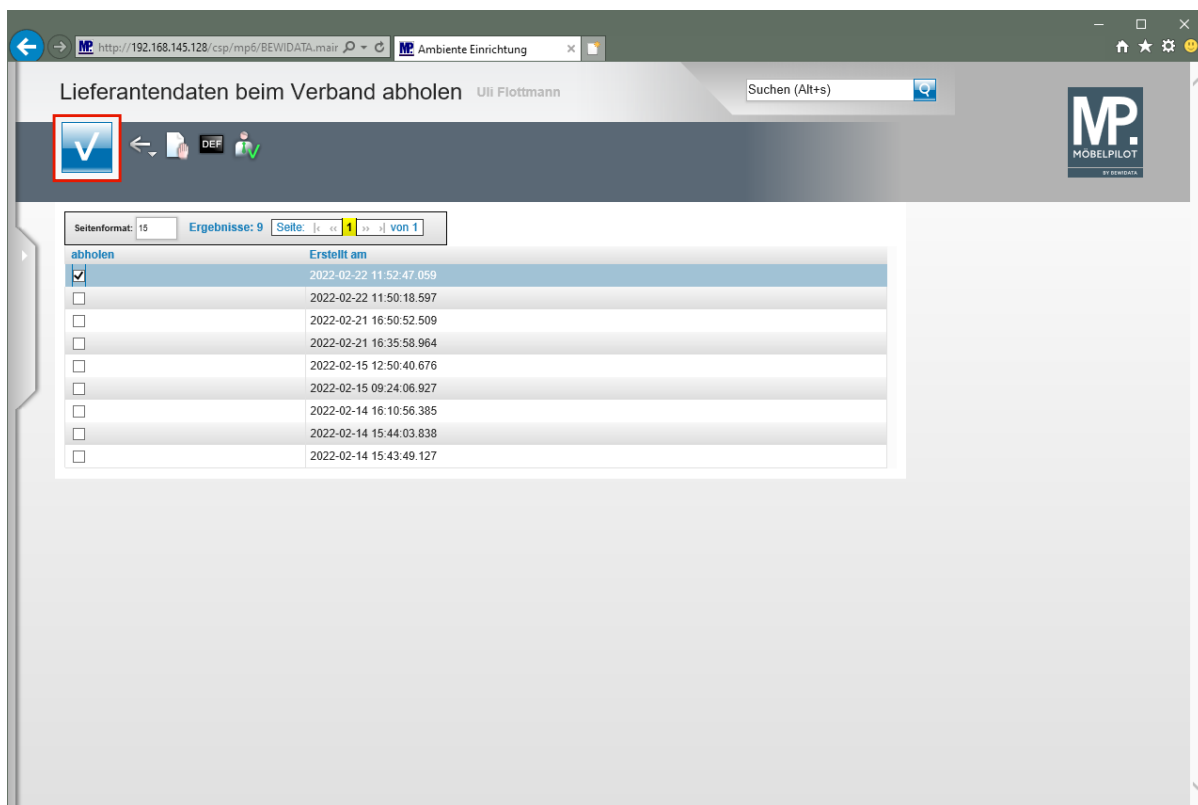 http://192.168.145.128/csp/mp6/BEWIDATA.mair
MP. Ambiente Einrichtung
Lieferantendaten beim Verband abholen Uli Flottmann
Suchen (Alt+s)
DEF
MP.
MÖBELPILOT
BY BEWIDATA
Seitenformat: 15 Ergebnisse: 9 Seite: |‹ ‹‹ 1 ›› ›| von 1
abholen Erstellt am
2022-02-22 11:52:47.059
2022-02-22 11:50:18.597
2022-02-21 16:50:52.509
2022-02-21 16:35:58.964
2022-02-15 12:50:40.676
2022-02-15 09:24:06.927
2022-02-14 16:10:56.385
2022-02-14 15:44:03.838
2022-02-14 15:43:49.127